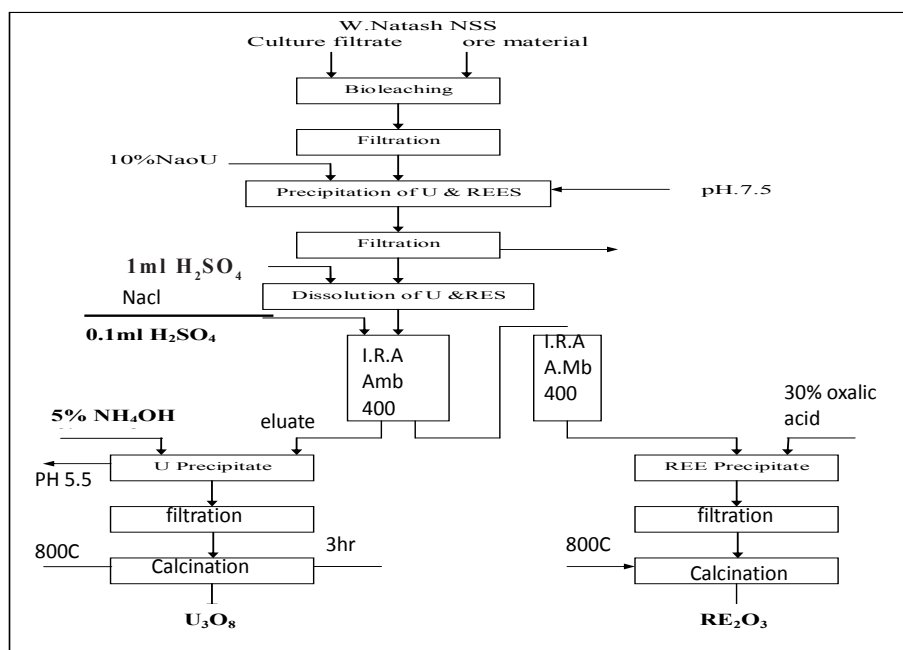 W.Natash NSS
Culture filtrate ore material
Bioleaching
Filtration
10%NaoU
Precipitation of U & REES
pH.7.5
Filtration
1ml H₂SO₄
Dissolution of U &RES
Nacl
0.1ml H₂SO₄
I.R.A
Amb
400
I.R.A
A.Mb
400
5% NH₄OH
eluate
30% oxalic
acid
U Precipitate
REE Precipitate
PH 5.5
filtration
filtration
800C
Calcination
3hr
800C
Calcination
U₃O₈
RE₂O₃